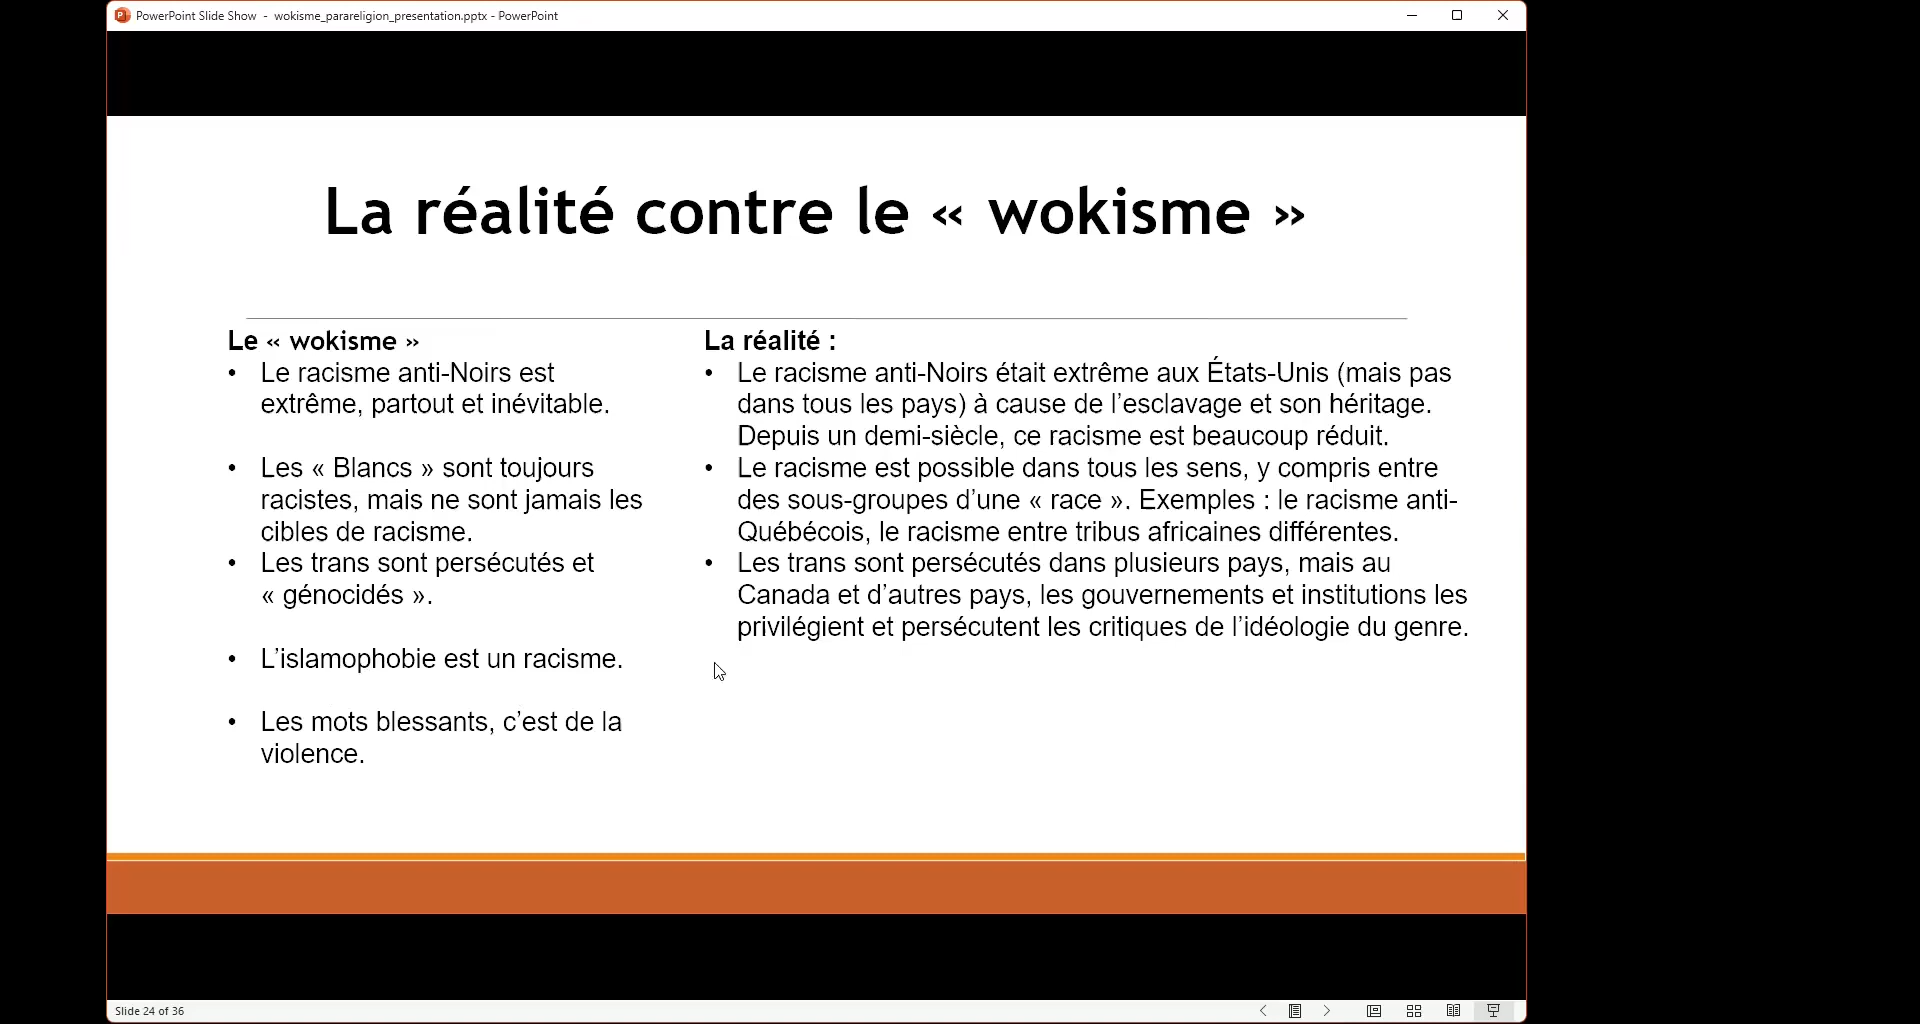 PowerPoint Slide Show - wokisme_parareligion_presentation.pptx - PowerPoint
La réalité contre le « wokisme »
Le « wokisme »
• Le racisme anti-Noirs est
extrême, partout et inévitable.
• Les « Blancs » sont toujours
racistes, mais ne sont jamais les
cibles de racisme.
• Les trans sont persécutés et
« génocidés ».
• L’islamophobie est un racisme.
• Les mots blessants, c’est de la
violence.
La réalité :
• Le racisme anti-Noirs était extrême aux États-Unis (mais pas
dans tous les pays) à cause de l’esclavage et son héritage.
Depuis un demi-siècle, ce racisme est beaucoup réduit.
• Le racisme est possible dans tous les sens, y compris entre
des sous-groupes d’une « race ». Exemples : le racisme anti-
Québécois, le racisme entre tribus africaines différentes.
• Les trans sont persécutés dans plusieurs pays, mais au
Canada et d’autres pays, les gouvernements et institutions les
privilégient et persécutent les critiques de l’idéologie du genre.
Slide 24 of 36